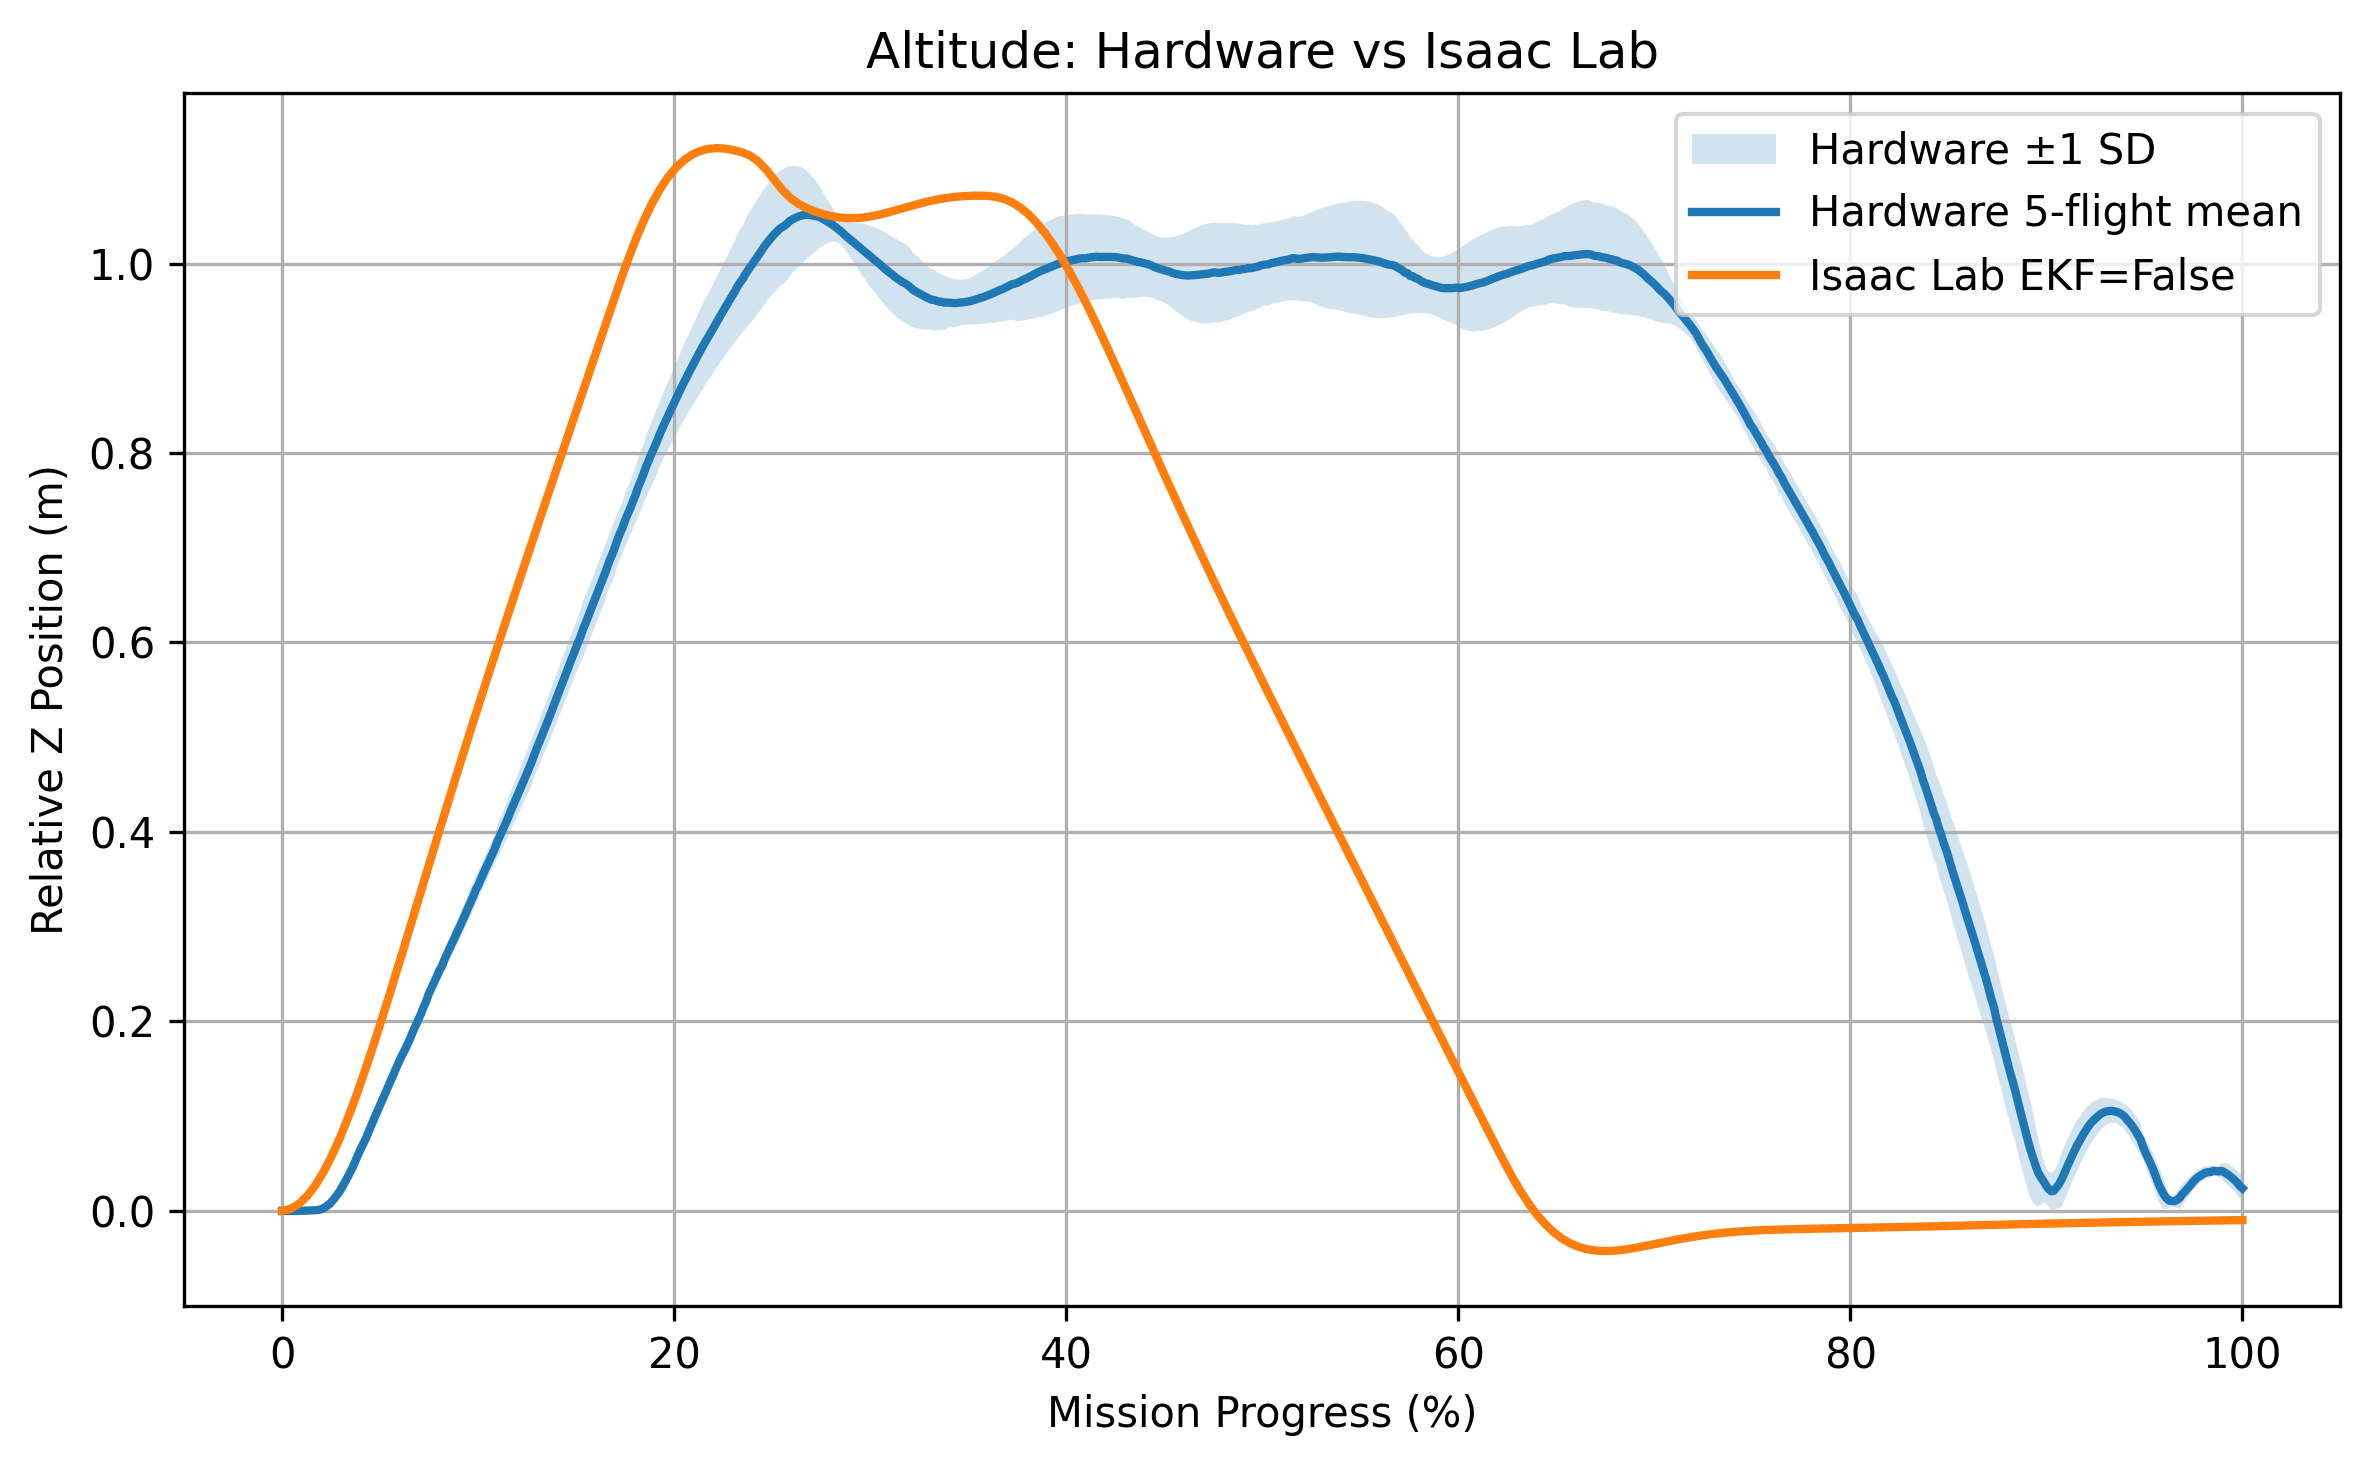 Altitude: Hardware vs Isaac Lab
Hardware ±1 SD
Hardware 5-flight mean
Isaac Lab EKF=False
Relative Z Position (m)
1.0
0.8
0.6
0.4
0.2
0.0
0 20 40 60 80 100
Mission Progress (%)